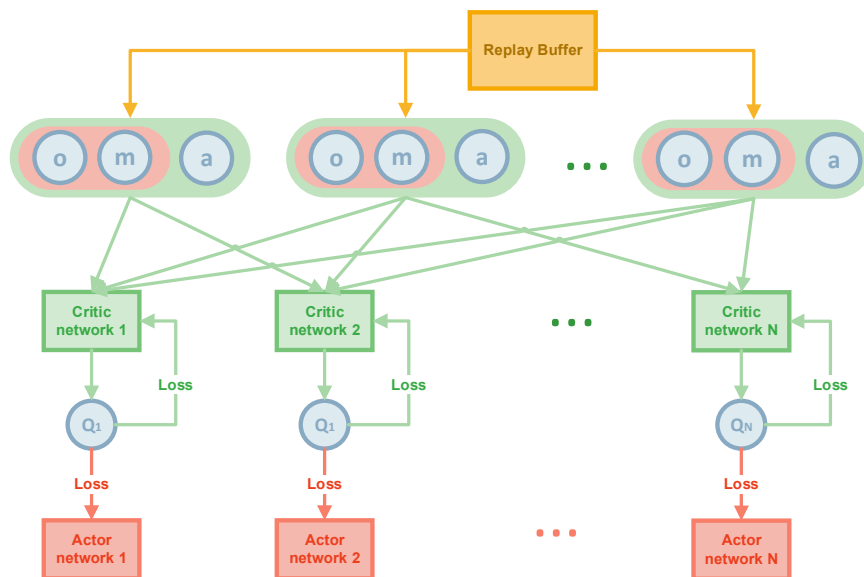 Replay Buffer
o m a o m a ... o m a
Critic network 1
Critic network 2
...
Critic network N
Loss Loss Loss
Q1 Q1 QN
Loss Loss Loss
Actor network 1
Actor network 2
...
Actor network N